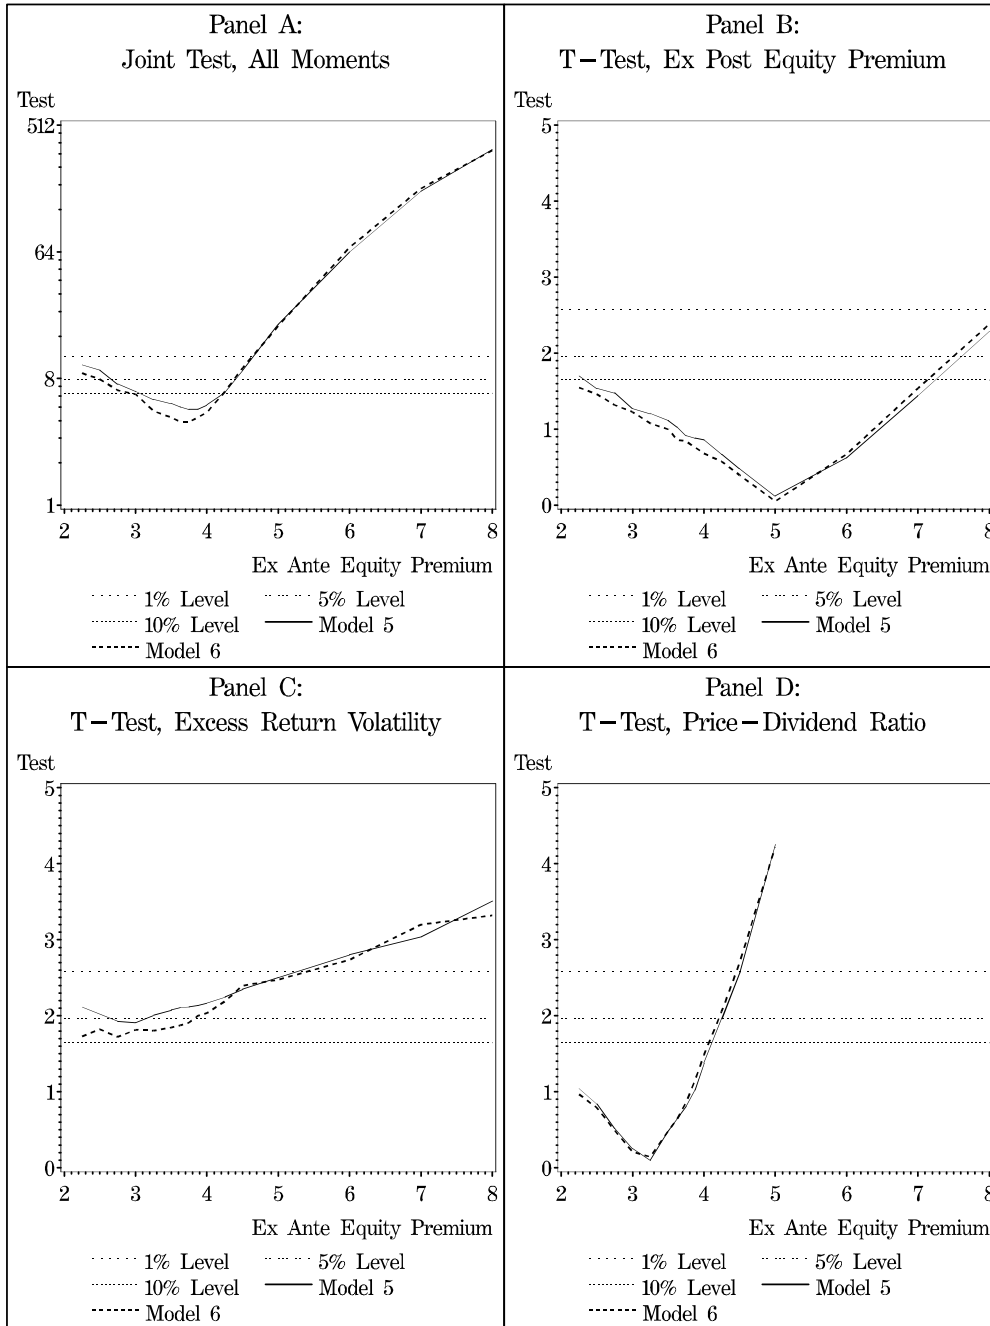 Panel A:
Joint Test, All Moments
Test
512
64
8
1
2 3 4 5 6 7 8
Ex Ante Equity Premium
1% Level 5% Level
10% Level Model 5
Model 6
Panel B:
T-Test, Ex Post Equity Premium
Test
5
4
3
2
1
0
2 3 4 5 6 7 8
Ex Ante Equity Premium
1% Level 5% Level
10% Level Model 5
Model 6
Panel C:
T-Test, Excess Return Volatility
Test
5
4
3
2
1
0
2 3 4 5 6 7 8
Ex Ante Equity Premium
1% Level 5% Level
10% Level Model 5
Model 6
Panel D:
T-Test, Price-Dividend Ratio
Test
5
4
3
2
1
0
2 3 4 5 6 7 8
Ex Ante Equity Premium
1% Level 5% Level
10% Level Model 5
Model 6